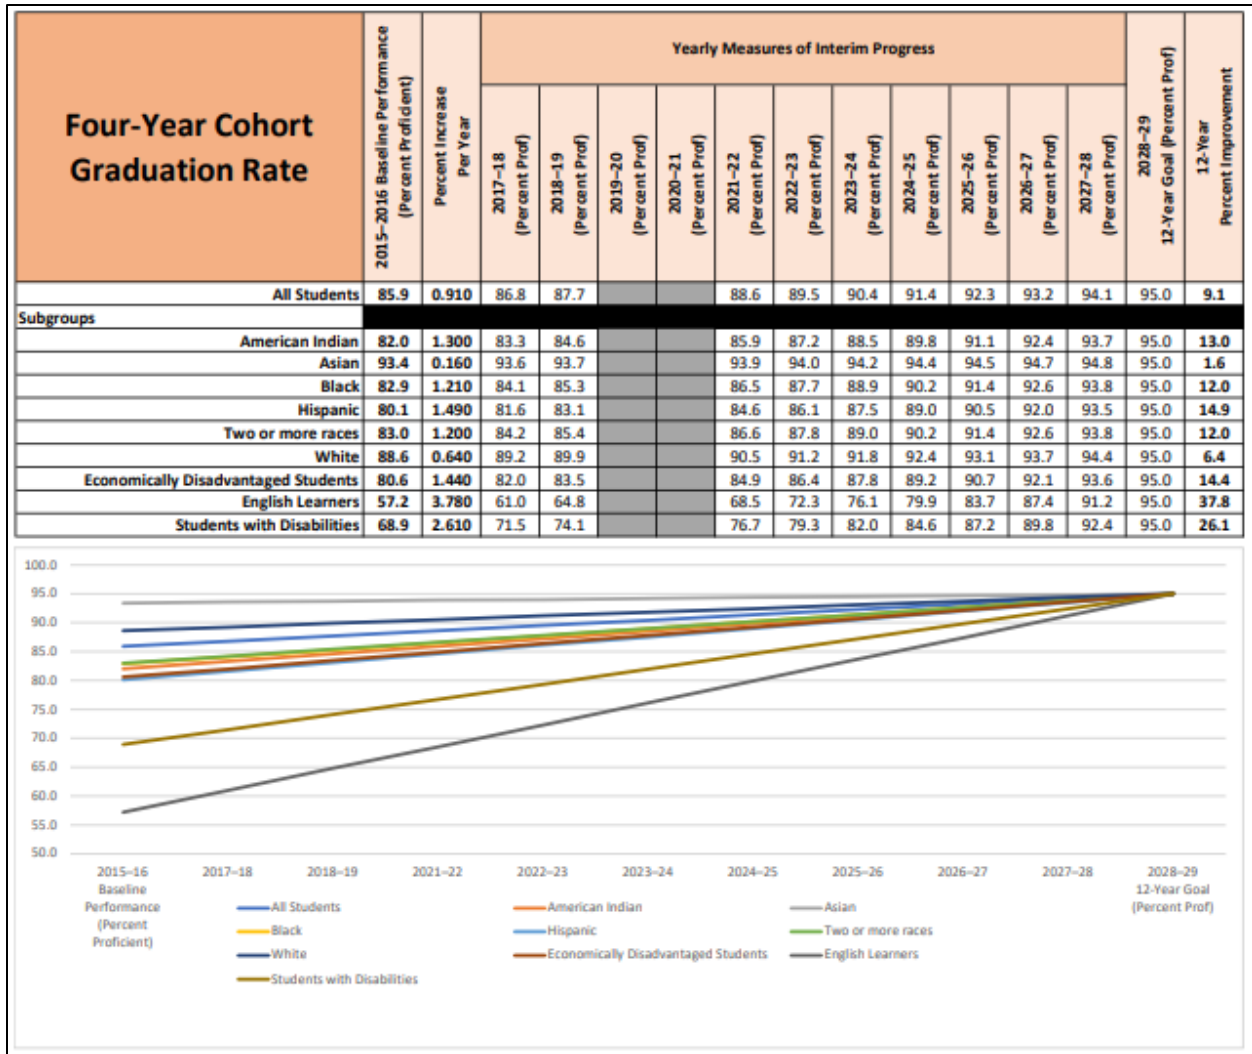 Four-Year Cohort
Graduation Rate
2015–2016 Baseline Performance
(Percent Proficient)
Percent Increase
Per Year
Yearly Measures of Interim Progress
2017–18
(Percent Prof)
2018–19
(Percent Prof)
2019–20
(Percent Prof)
2020–21
(Percent Prof)
2021–22
(Percent Prof)
2022–23
(Percent Prof)
2023–24
(Percent Prof)
2024–25
(Percent Prof)
2025–26
(Percent Prof)
2026–27
(Percent Prof)
2027–28
(Percent Prof)
2028–29
12-Year Goal (Percent Prof)
12-Year
Percent Improvement
All Students 85.9 0.910 86.8 87.7 88.6 89.5 90.4 91.4 92.3 93.2 94.1 95.0 9.1
Subgroups
American Indian 82.0 1.300 83.3 84.6 85.9 87.2 88.5 89.8 91.1 92.4 93.7 95.0 13.0
Asian 93.4 0.160 93.6 93.7 93.9 94.0 94.2 94.4 94.5 94.7 94.8 95.0 1.6
Black 82.9 1.210 84.1 85.3 86.5 87.7 88.9 90.2 91.4 92.6 93.8 95.0 12.0
Hispanic 80.1 1.490 81.6 83.1 84.6 86.1 87.5 89.0 90.5 92.0 93.5 95.0 14.9
Two or more races 83.0 1.200 84.2 85.4 86.6 87.8 89.0 90.2 91.4 92.6 93.8 95.0 12.0
White 88.6 0.640 89.2 89.9 90.5 91.2 91.8 92.4 93.1 93.7 94.4 95.0 6.4
Economically Disadvantaged Students 80.6 1.440 82.0 83.5 84.9 86.4 87.8 89.2 90.7 92.1 93.6 95.0 14.4
English Learners 57.2 3.780 61.0 64.8 68.5 72.3 76.1 79.9 83.7 87.4 91.2 95.0 37.8
Students with Disabilities 68.9 2.610 71.5 74.1 76.7 79.3 82.0 84.6 87.2 89.8 92.4 95.0 26.1
100.0
95.0
90.0
85.0
80.0
75.0
70.0
65.0
60.0
55.0
50.0
2015–16 2017–18 2018–19 2021–22 2022–23 2023–24 2024–25 2025–26 2026–27 2027–28 2028–29
Baseline 12-Year Goal
Performance (Percent Prof)
(Percent
Proficient)
All Students American Indian Asian
Black Hispanic Two or more races
White Economically Disadvantaged Students English Learners
Students with Disabilities